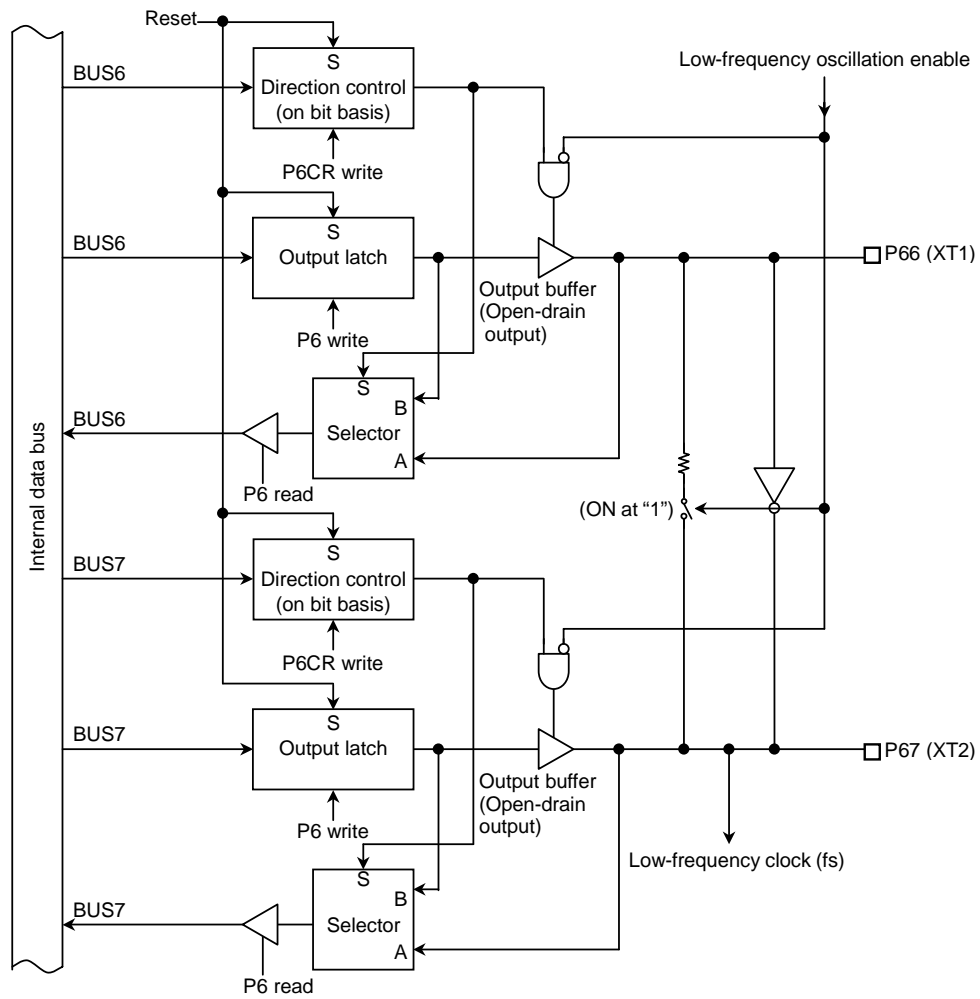 Reset
BUS6
S
Direction control
(on bit basis)
Low-frequency oscillation enable
P6CR write
BUS6
S
Output latch
P66 (XT1)
Output buffer
(Open-drain
output)
P6 write
S
B
BUS6
Selector
A
P6 read
(ON at “1”)
Internal data bus
S
BUS7
Direction control
(on bit basis)
P6CR write
S
BUS7
Output latch
P67 (XT2)
Output buffer
(Open-drain
output)
P6 write
Low-frequency clock (fs)
S
B
BUS7
Selector
A
P6 read